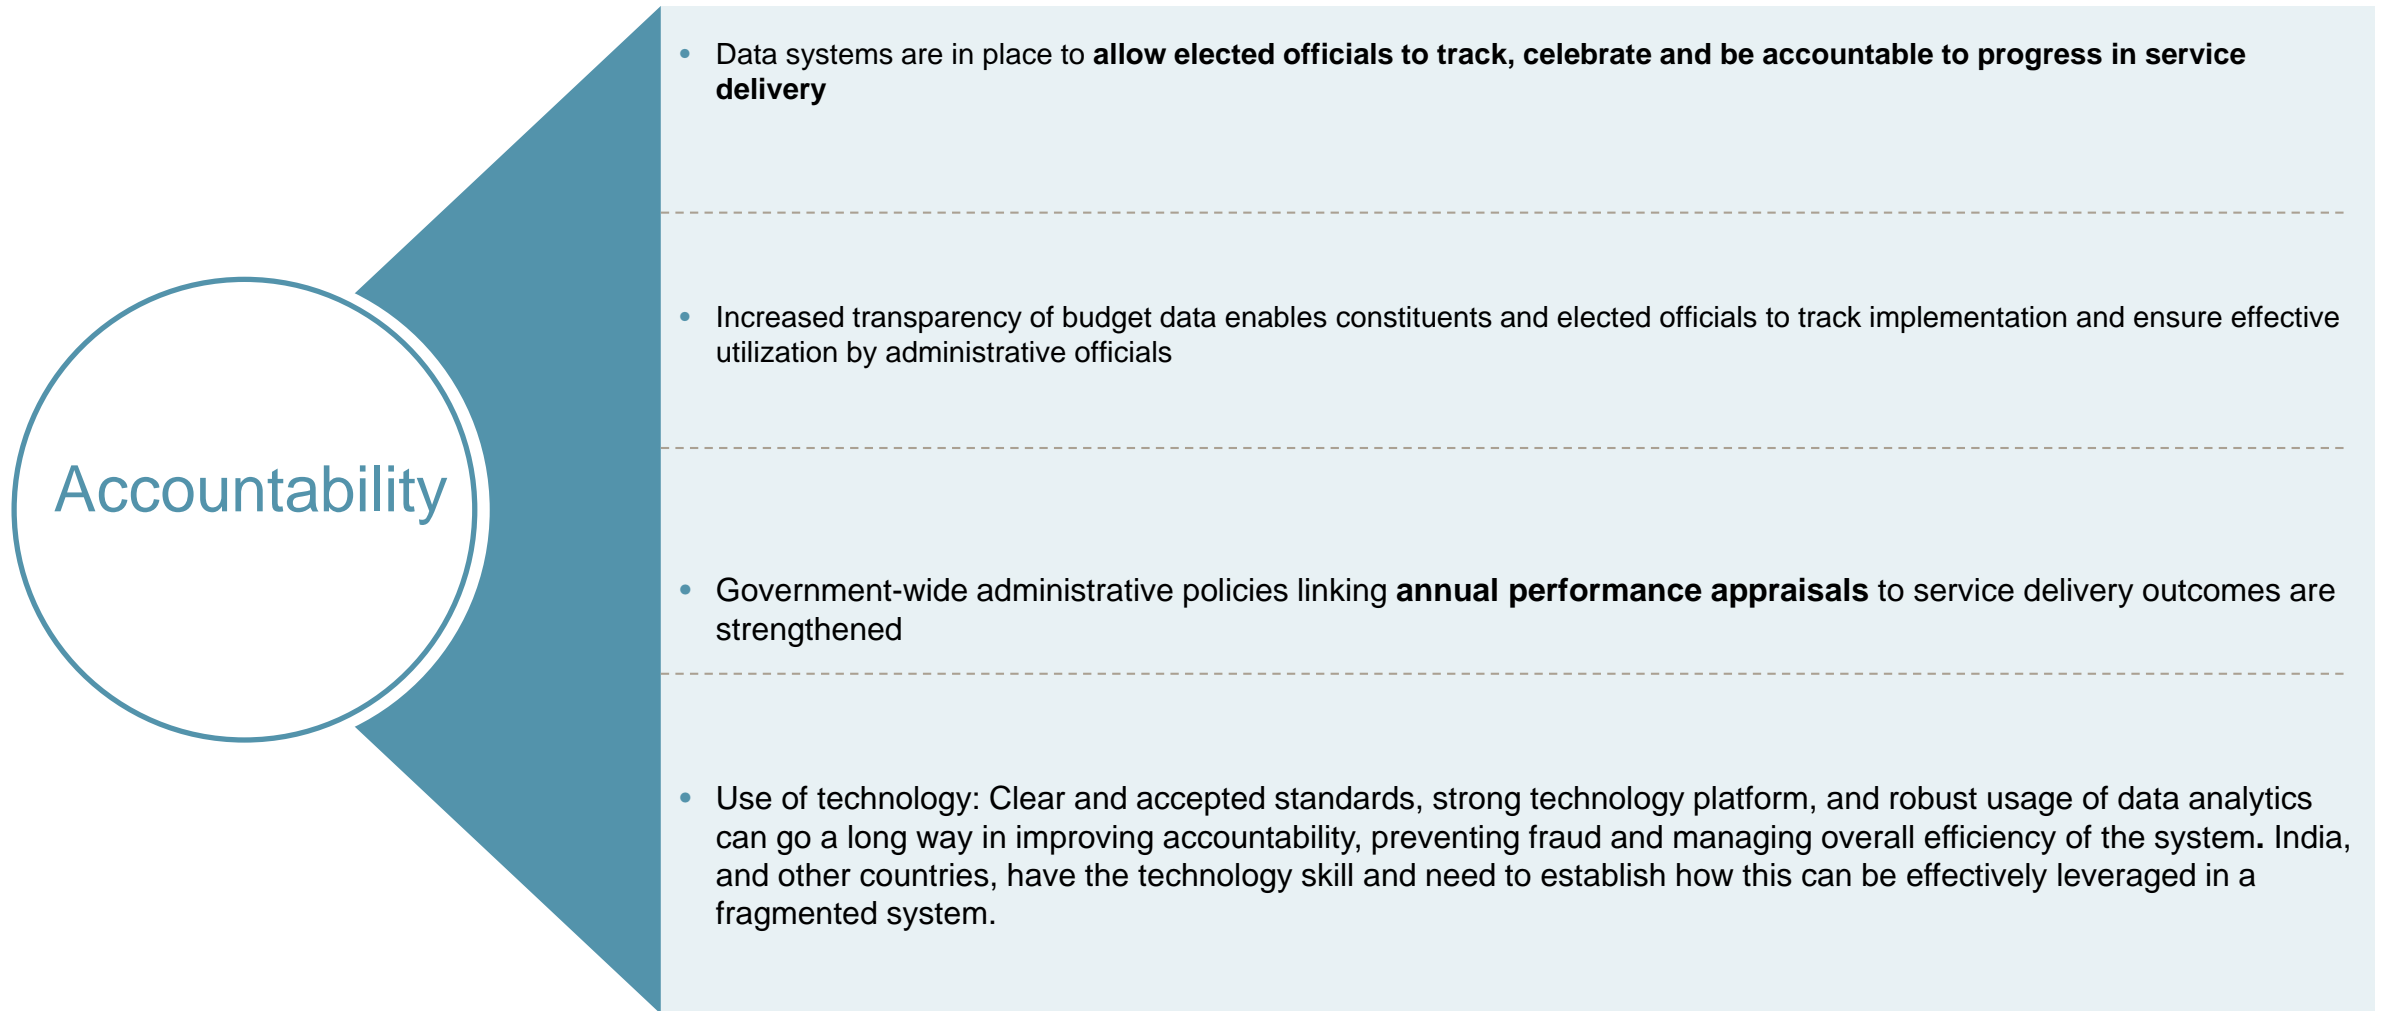 Accountability
• Data systems are in place to allow elected officials to track, celebrate and be accountable to progress in service
delivery
• Increased transparency of budget data enables constituents and elected officials to track implementation and ensure effective
utilization by administrative officials
• Government-wide administrative policies linking annual performance appraisals to service delivery outcomes are
strengthened
• Use of technology: Clear and accepted standards, strong technology platform, and robust usage of data analytics
can go a long way in improving accountability, preventing fraud and managing overall efficiency of the system. India,
and other countries, have the technology skill and need to establish how this can be effectively leveraged in a
fragmented system.